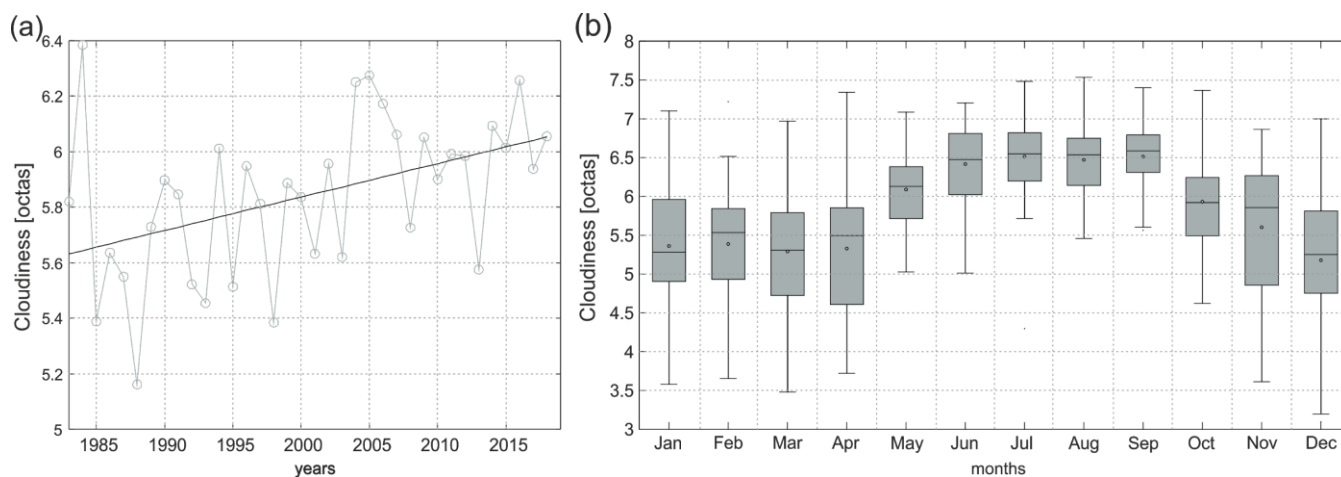 (a)
6.4
6.2
6
5.8
5.6
5.4
5.2
5
Cloudiness [octas]
1985 1990 1995 2000 2005 2010 2015
years
(b)
8
7.5
7
6.5
6
5.5
5
4.5
4
3.5
3
Cloudiness [octas]
Jan Feb Mar Apr May Jun Jul Aug Sep Oct Nov Dec
months